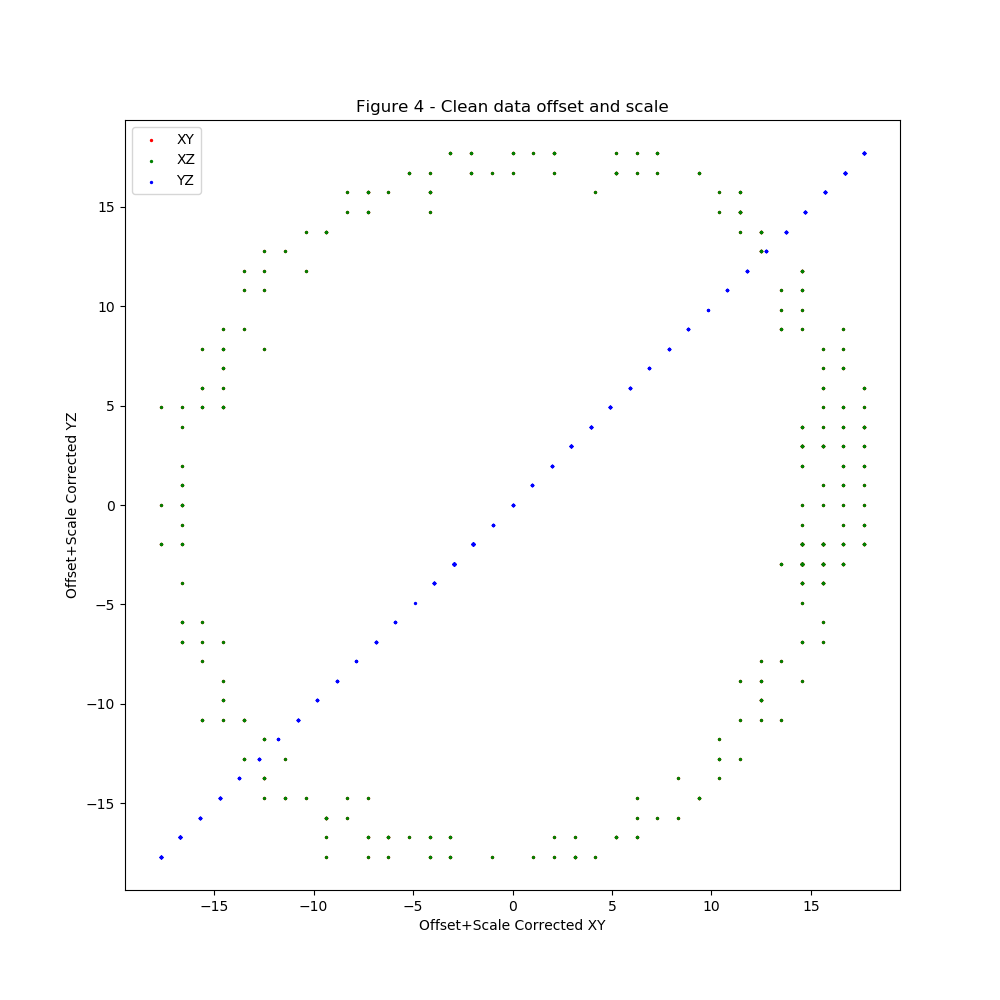 Figure 4 - Clean data offset and scale
XY
XZ
YZ
15
10
5
0
−5
−10
−15
Offset+Scale Corrected YZ
−15 −10 −5 0 5 10 15
Offset+Scale Corrected XY